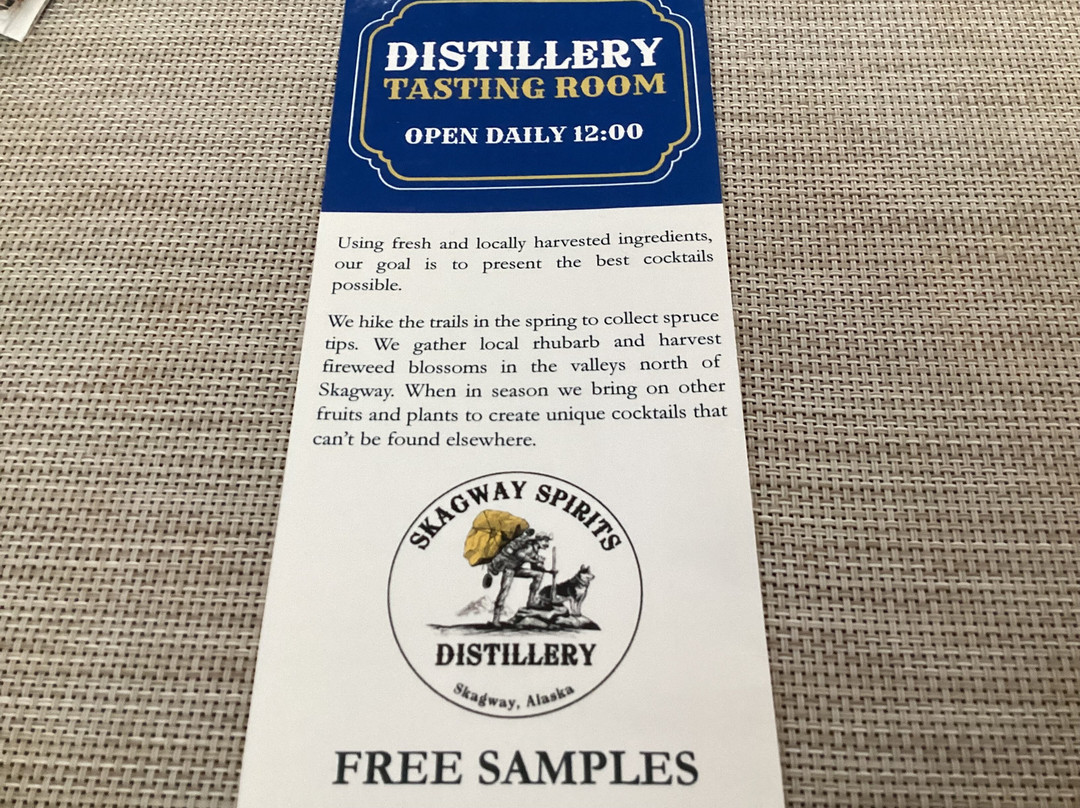 DISTILLERY
TASTING ROOM
OPEN DAILY 12:00
Using fresh and locally harvested ingredients,
our goal is to present the best cocktails
possible.
We hike the trails in the spring to collect spruce
tips. We gather local rhubarb and harvest
fireweed blossoms in the valleys north of
Skagway. When in season we bring on other
fruits and plants to create unique cocktails that
can't be found elsewhere.
SKAGWAY SPIRITS
DISTILLERY
Skagway, Alaska
FREE SAMPLES